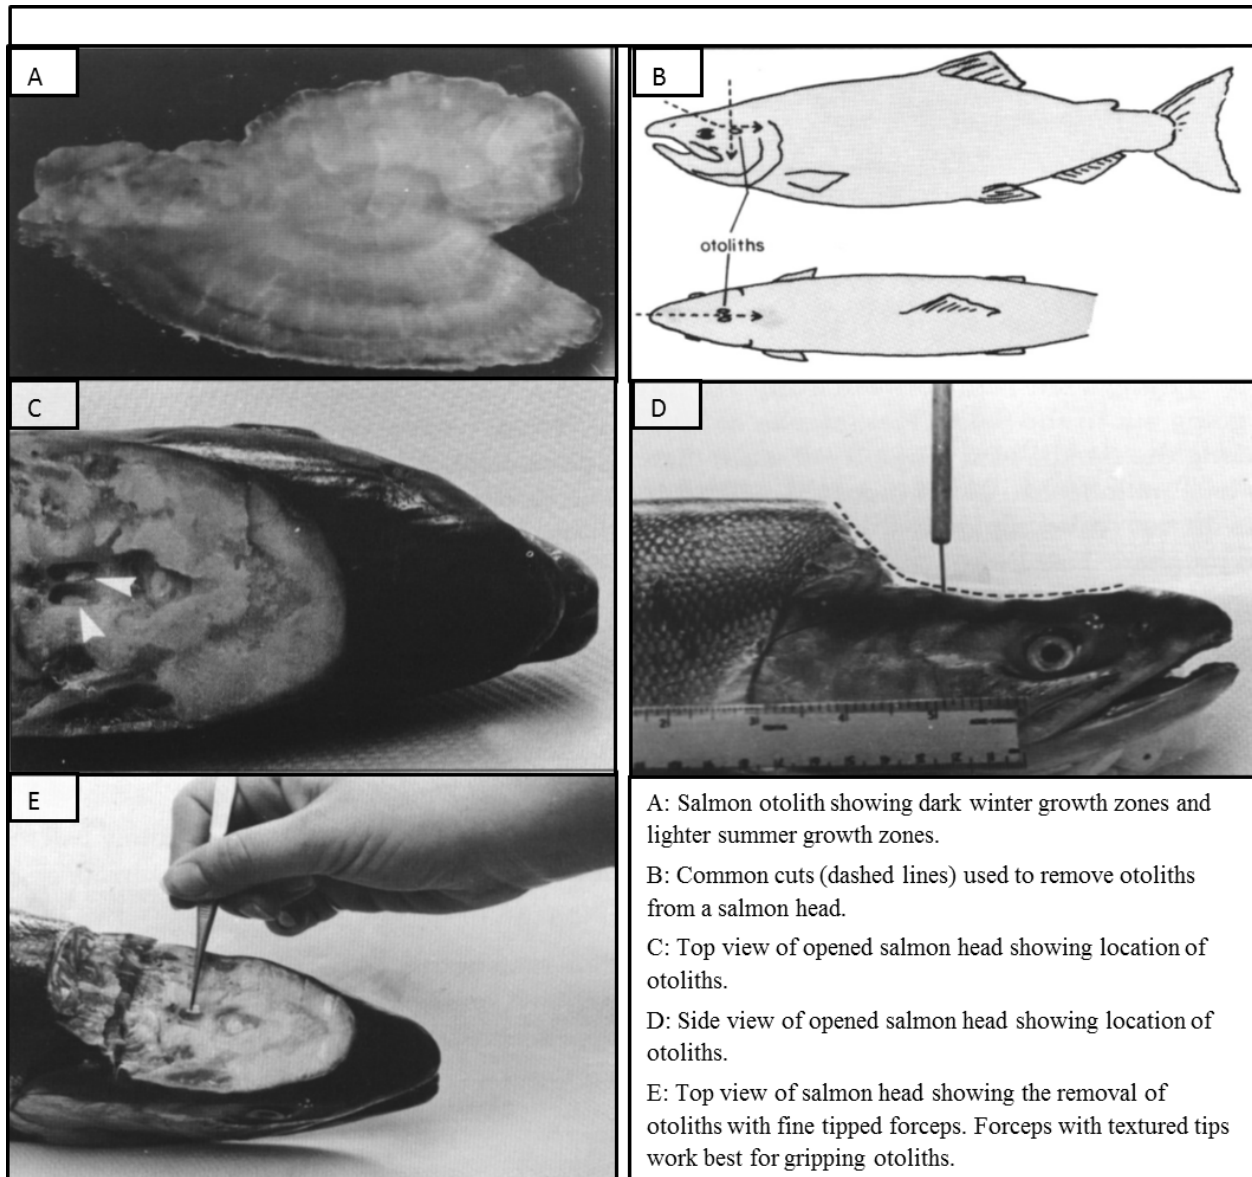 A
B
otoliths
C
D
E
A: Salmon otolith showing dark winter growth zones and
lighter summer growth zones.
B: Common cuts (dashed lines) used to remove otoliths
from a salmon head.
C: Top view of opened salmon head showing location of
otoliths.
D: Side view of opened salmon head showing location of
otoliths.
E: Top view of salmon head showing the removal of
otoliths with fine tipped forceps. Forceps with textured tips
work best for gripping otoliths.